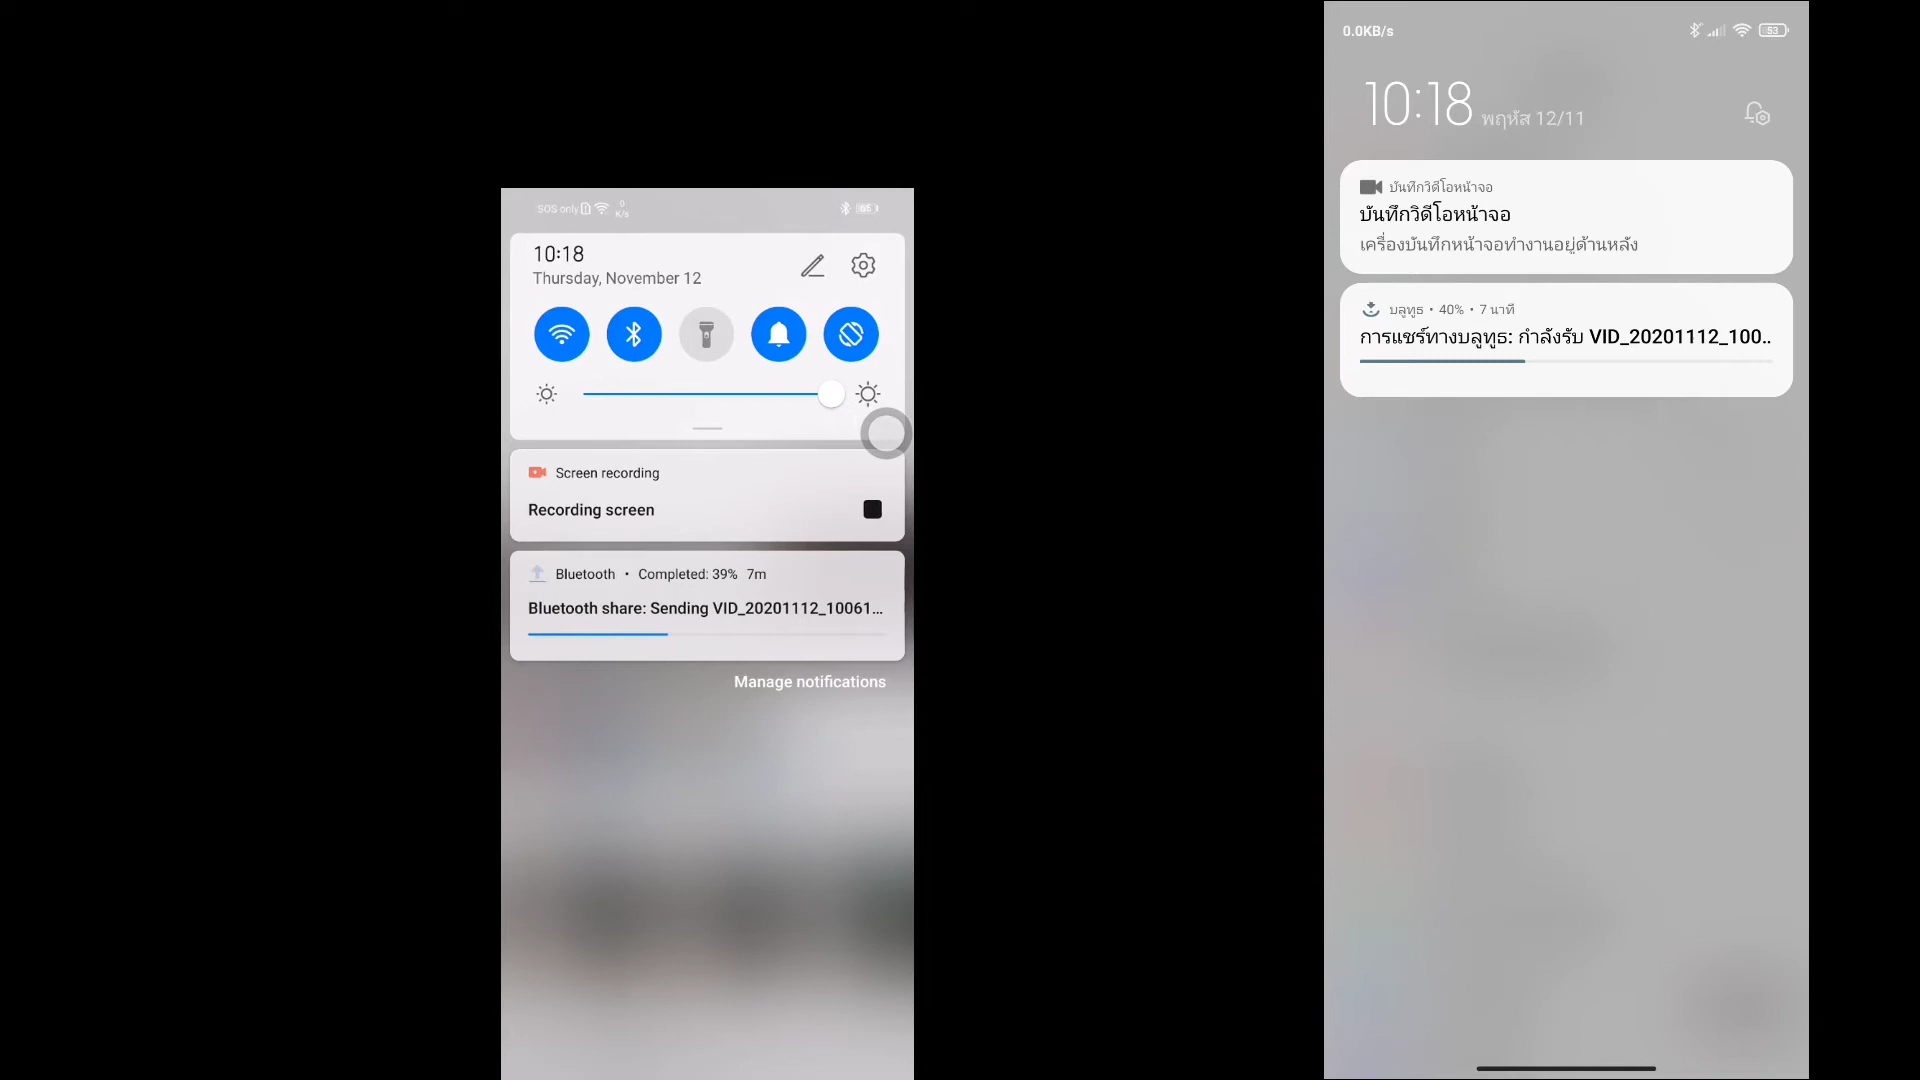 SOS only
0
K/s
65
10:18
Thursday, November 12
Screen recording
Recording screen
Bluetooth • Completed: 39% 7m
Bluetooth share: Sending VID_20201112_10061...
Manage notifications
0.0KB/s
53
10:18 พฤหัส 12/11
บันทึกวิดีโอหน้าจอ
บันทึกวิดีโอหน้าจอ
เครื่องบันทึกหน้าจอทำงานอยู่ด้านหลัง
บลูทูธ • 40% • 7 นาที
การแชร์ทางบลูทูธ: กำลังรับ VID_20201112_100..